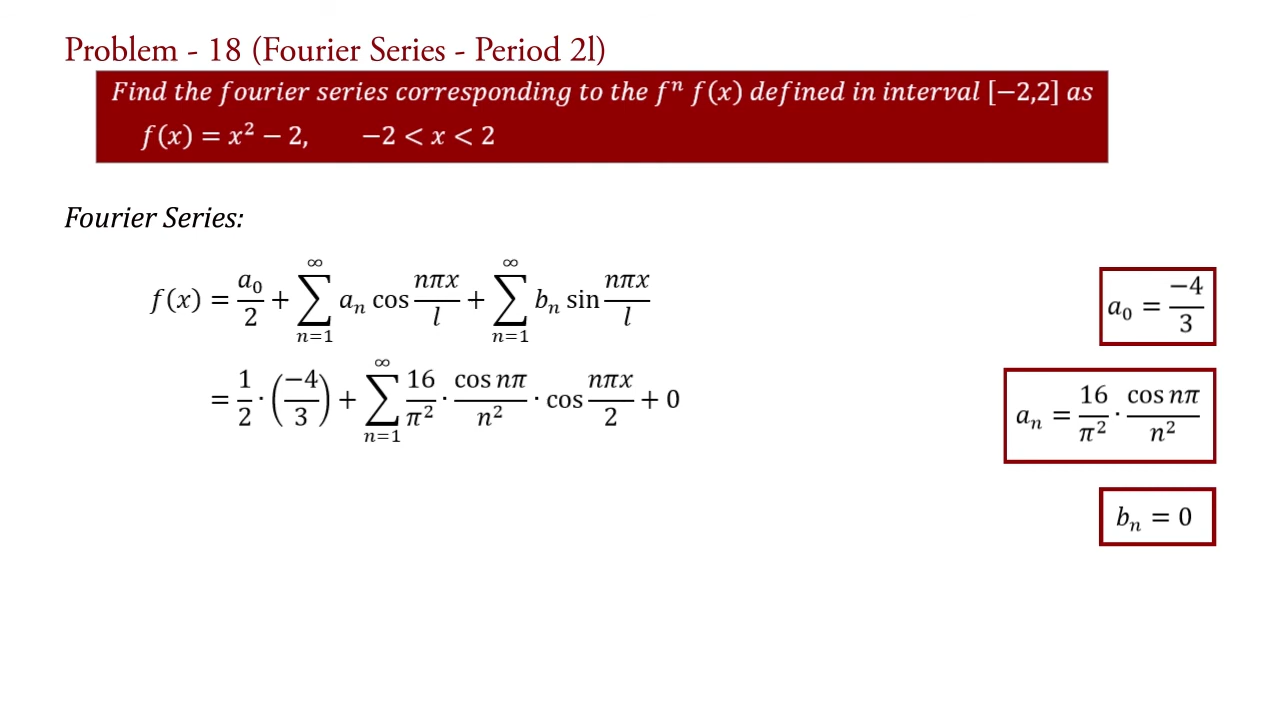 Problem - 18 (Fourier Series - Period 2l)
Find the fourier series corresponding to the fⁿ f(x) defined in interval [−2,2] as
f(x) = x² − 2, −2 < x < 2
Fourier Series:
f(x) = a₀/2 + ∑_{n=1}^{∞} aₙ cos nπx/l + ∑_{n=1}^{∞} bₙ sin nπx/l
a₀ = −4/3
= 1/2 · (−4/3) + ∑_{n=1}^{∞} 16/π² · cos nπ/n² · cos nπx/2 + 0
aₙ = 16/π² · cos nπ/n²
bₙ = 0